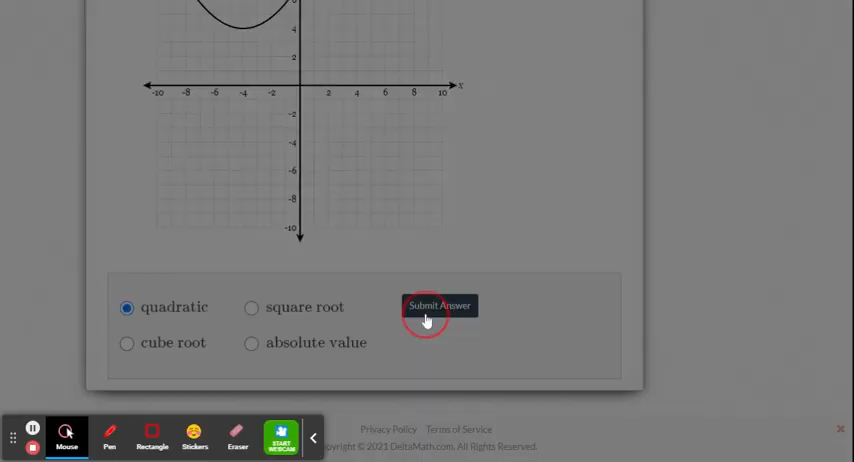 6
4
2
-10 -8 -6 -4 -2 2 4 6 8 10 x
-2
-4
-6
-8
-10
quadratic square root Submit Answer
cube root absolute value
Mouse Pen Rectangle Stickers Eraser START WEBCAM
Privacy Policy Terms of Service
pyright © 2021 DeltaMath.com. All Rights Reserved.